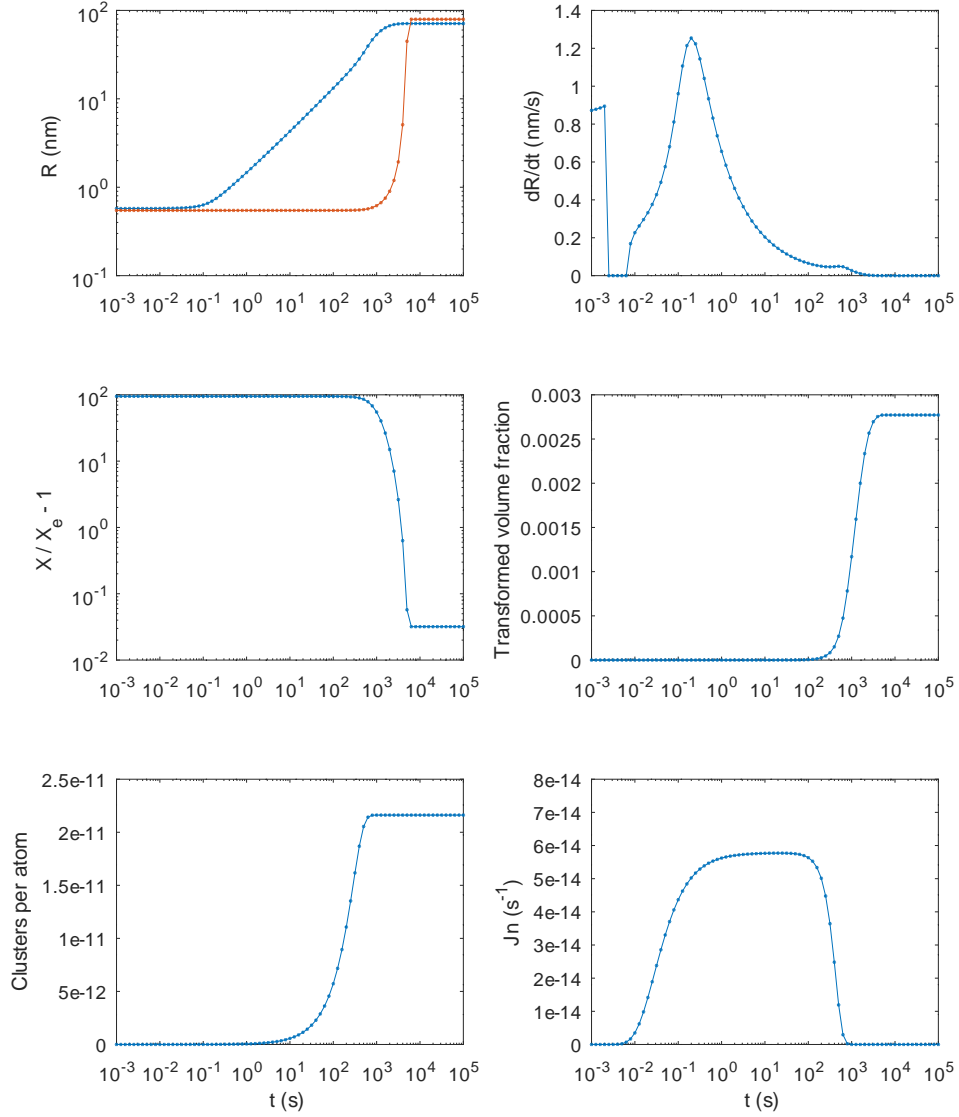 10^2
10^1
10^0
10^-1
R (nm)
10^-3 10^-2 10^-1 10^0 10^1 10^2 10^3 10^4 10^5
1.4
1.2
1
0.8
0.6
0.4
0.2
0
dR/dt (nm/s)
10^-3 10^-2 10^-1 10^0 10^1 10^2 10^3 10^4 10^5
10^2
10^1
10^0
10^-1
10^-2
X / X_e - 1
10^-3 10^-2 10^-1 10^0 10^1 10^2 10^3 10^4 10^5
0.003
0.0025
0.002
0.0015
0.001
0.0005
0
Transformed volume fraction
10^-3 10^-2 10^-1 10^0 10^1 10^2 10^3 10^4 10^5
2.5e-11
2e-11
1.5e-11
1e-11
5e-12
0
Clusters per atom
10^-3 10^-2 10^-1 10^0 10^1 10^2 10^3 10^4 10^5
t (s)
8e-14
7e-14
6e-14
5e-14
4e-14
3e-14
2e-14
1e-14
0
Jn (s^-1)
10^-3 10^-2 10^-1 10^0 10^1 10^2 10^3 10^4 10^5
t (s)